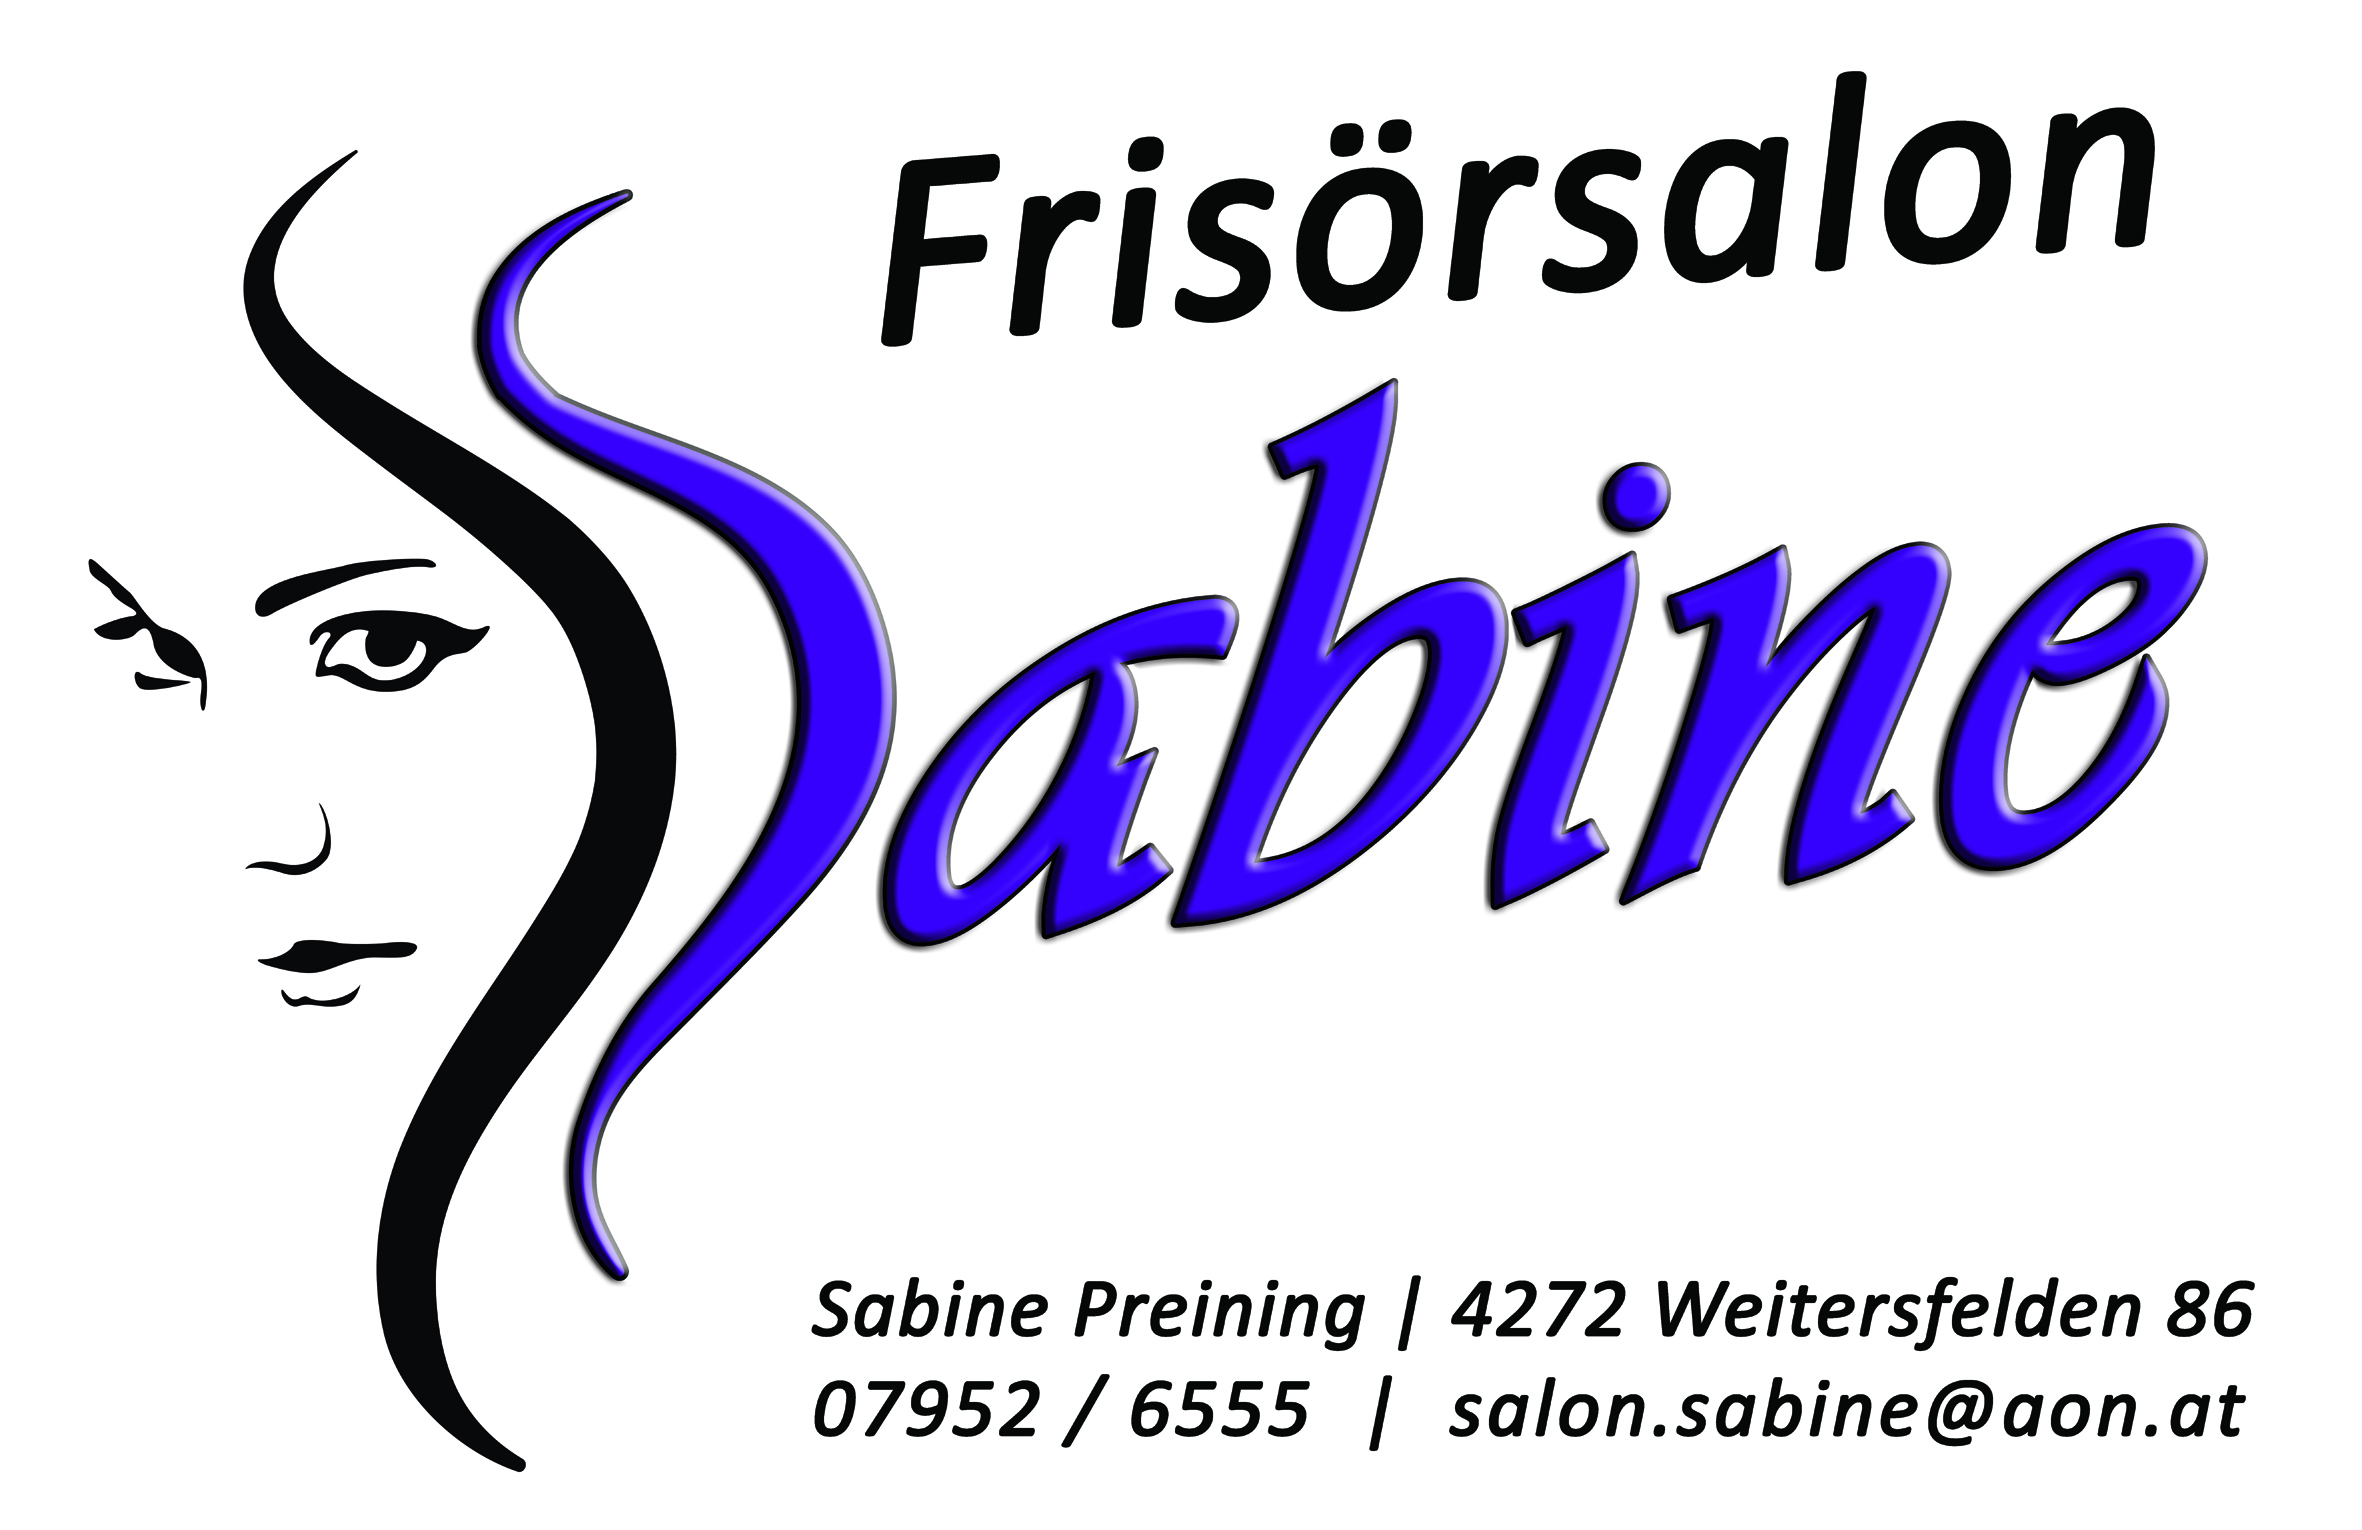 Frisörsalon
Sabine
Sabine Preining | 4272 Weitersfelden 86
07952 / 6555 | salon.sabine@aon.at